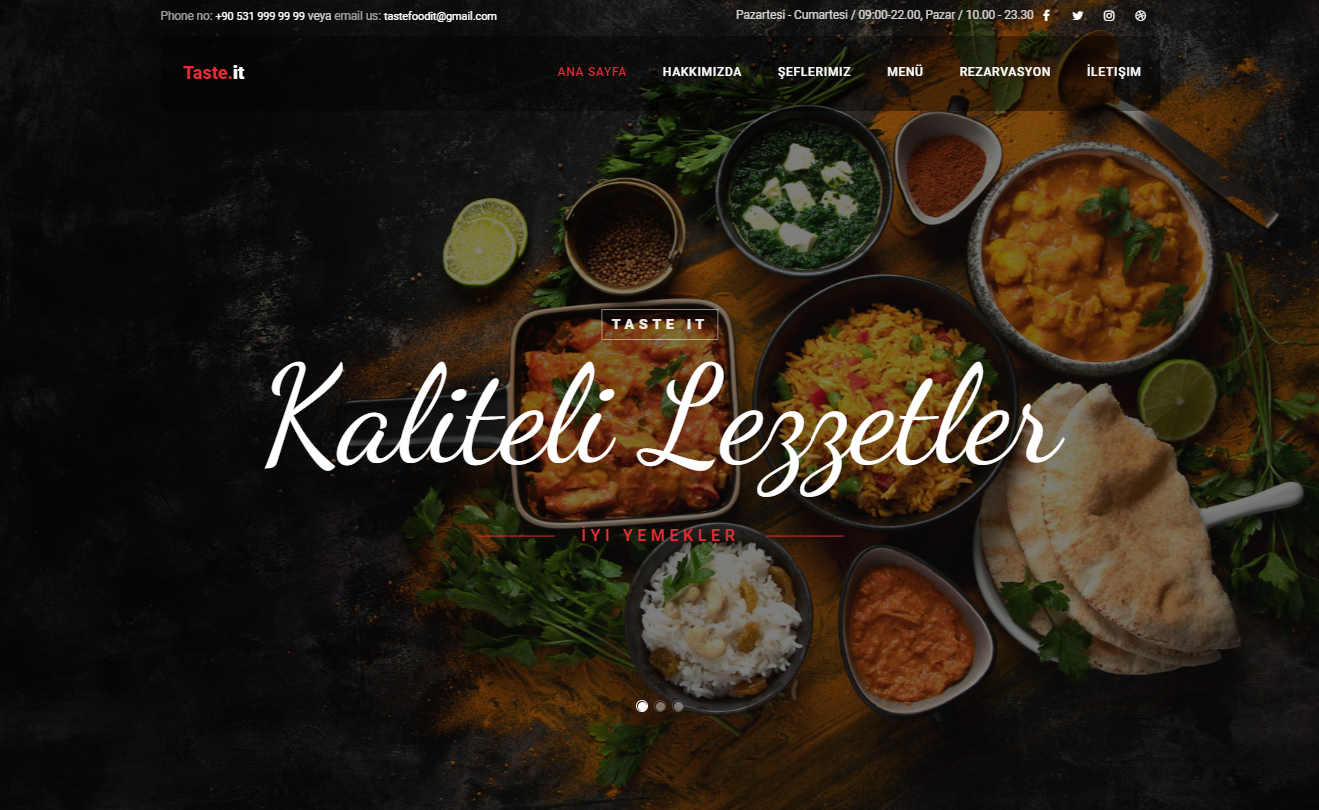 Phone no: +90 531 999 99 99 veya email us: tastefoodit@gmail.com
Pazartesi - Cumartesi / 09:00-22.00, Pazar / 10.00 - 23.30
Taste.it
ANA SAYFA HAKKIMIZDA ŞEFLERIMIZ MENÜ REZARVASYON İLETIŞIM
TASTE IT
Kaliteli Lezzetler
İYİ YEMEKLER